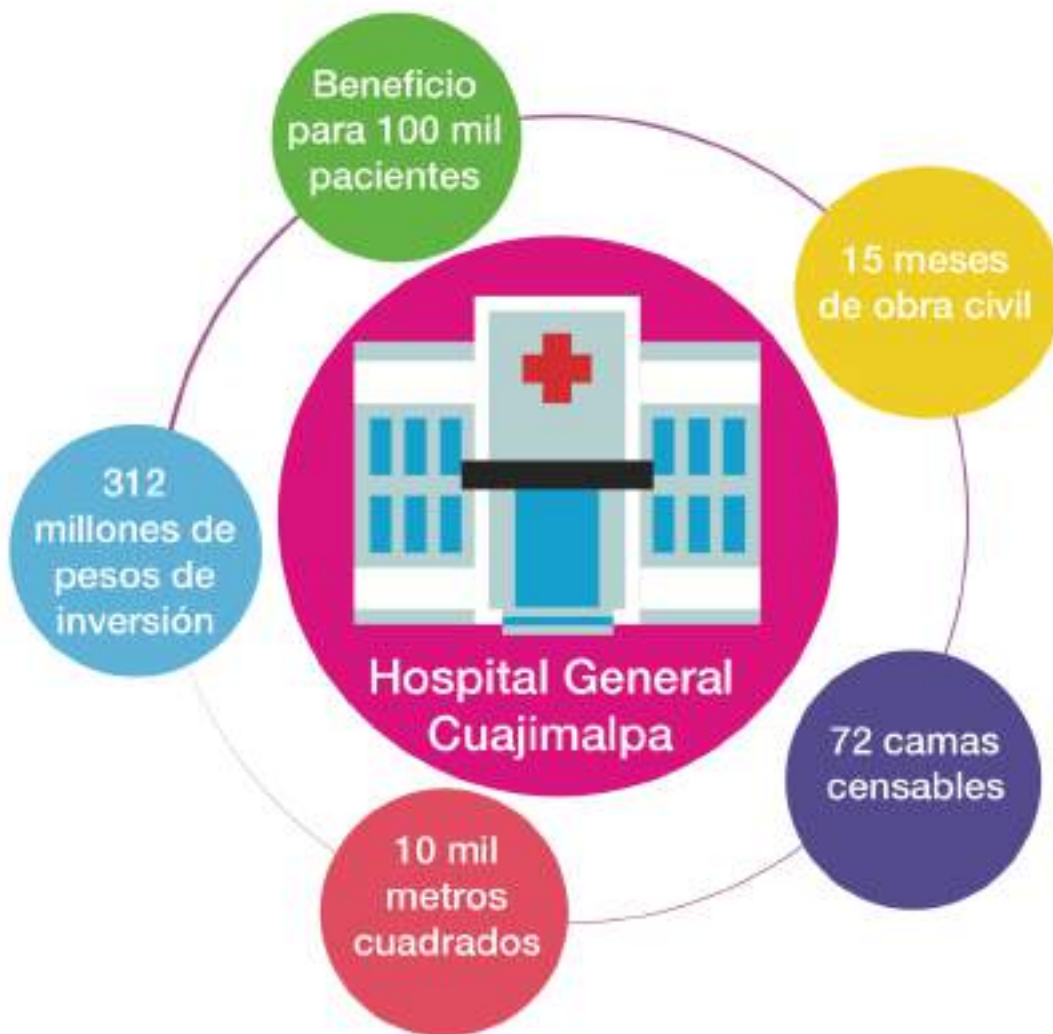 Beneficio
para 100 mil
pacientes
15 meses
de obra civil
72 camas
censables
10 mil
metros
cuadrados
312
millones de
pesos de
inversión
Hospital General
Cuajimalpa